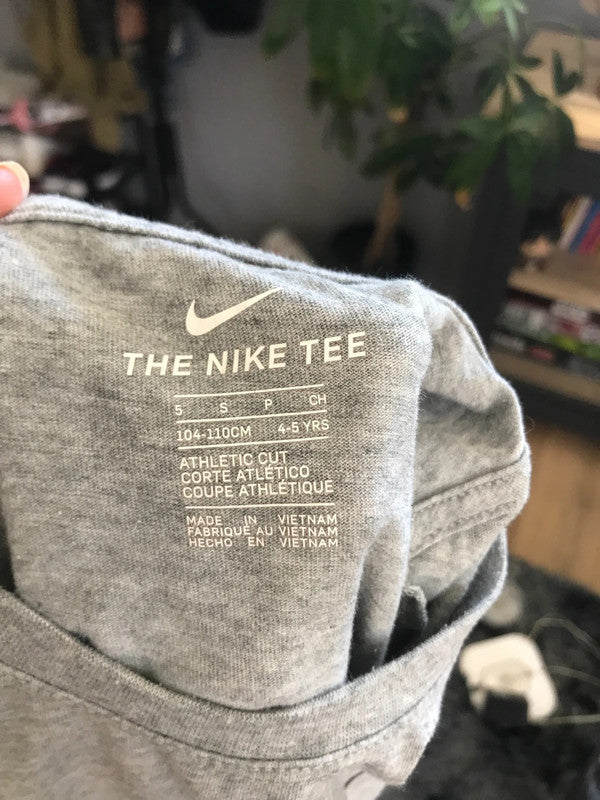 THE NIKE TEE
5 S P CH
104-110CM 4-5 YRS
ATHLETIC CUT
CORTE ATLÉTICO
COUPE ATHLÉTIQUE
MADE IN VIETNAM
FABRIQUÉ AU VIETNAM
HECHO EN VIETNAM